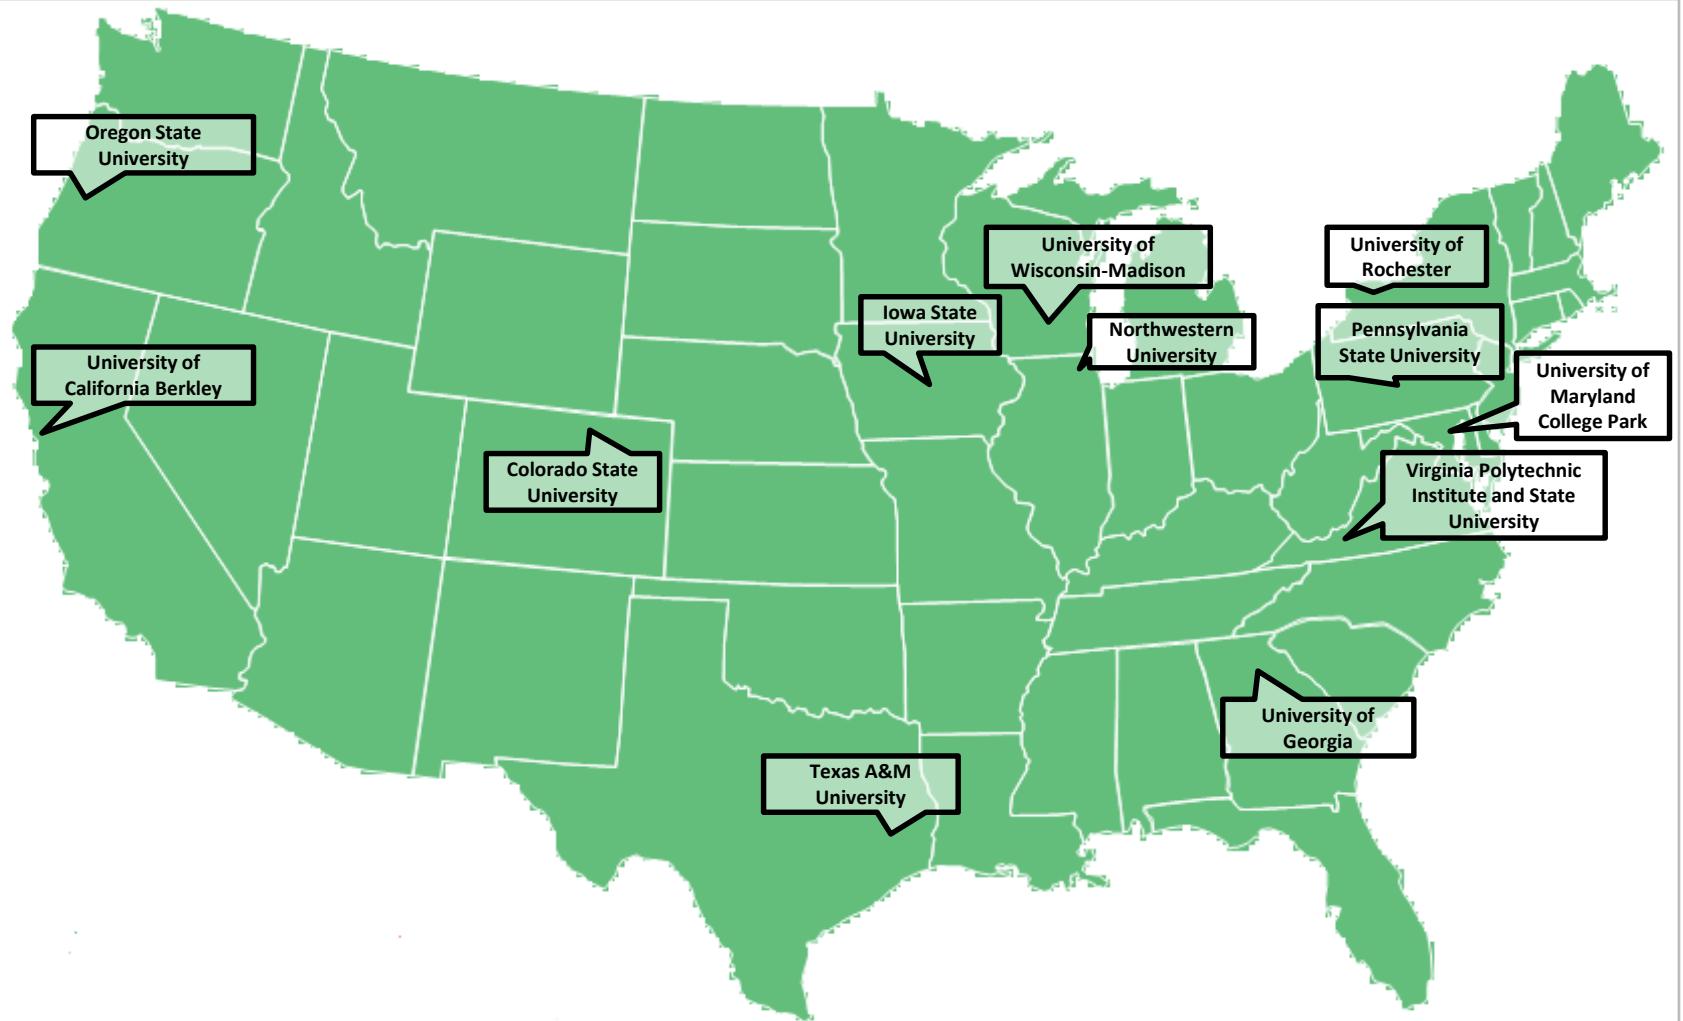 Oregon State
University
University of
Wisconsin-Madison
University of
Rochester
Iowa State
University
Northwestern
University
Pennsylvania
State University
University of
California Berkley
University of
Maryland
College Park
Colorado State
University
Virginia Polytechnic
Institute and State
University
University of
Georgia
Texas A&M
University